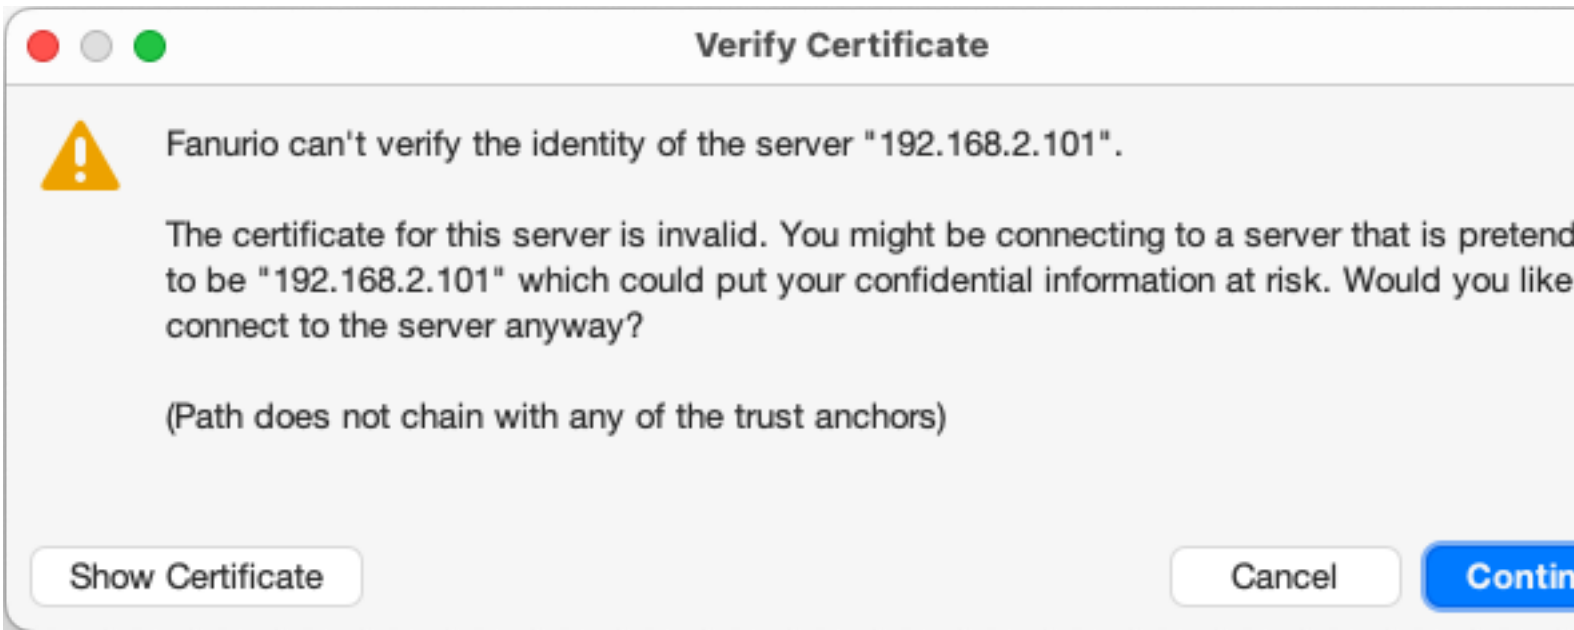 Verify Certificate
Fanurio can't verify the identity of the server "192.168.2.101".
The certificate for this server is invalid. You might be connecting to a server that is pretend
to be "192.168.2.101" which could put your confidential information at risk. Would you like
connect to the server anyway?
(Path does not chain with any of the trust anchors)
Show Certificate
Cancel
Contin